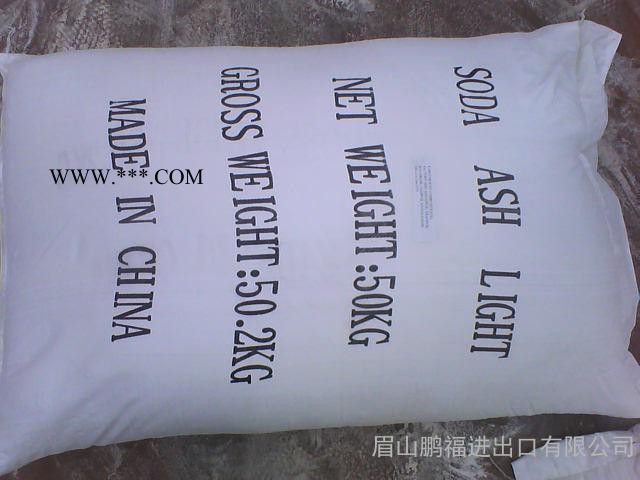 SODA ASH LIGHT
NET WEIGHT:50KG
GROSS WEIGHT:50.2KG
MADE IN CHINA
WWW.***.COM
眉山鹏福进出口有限公司